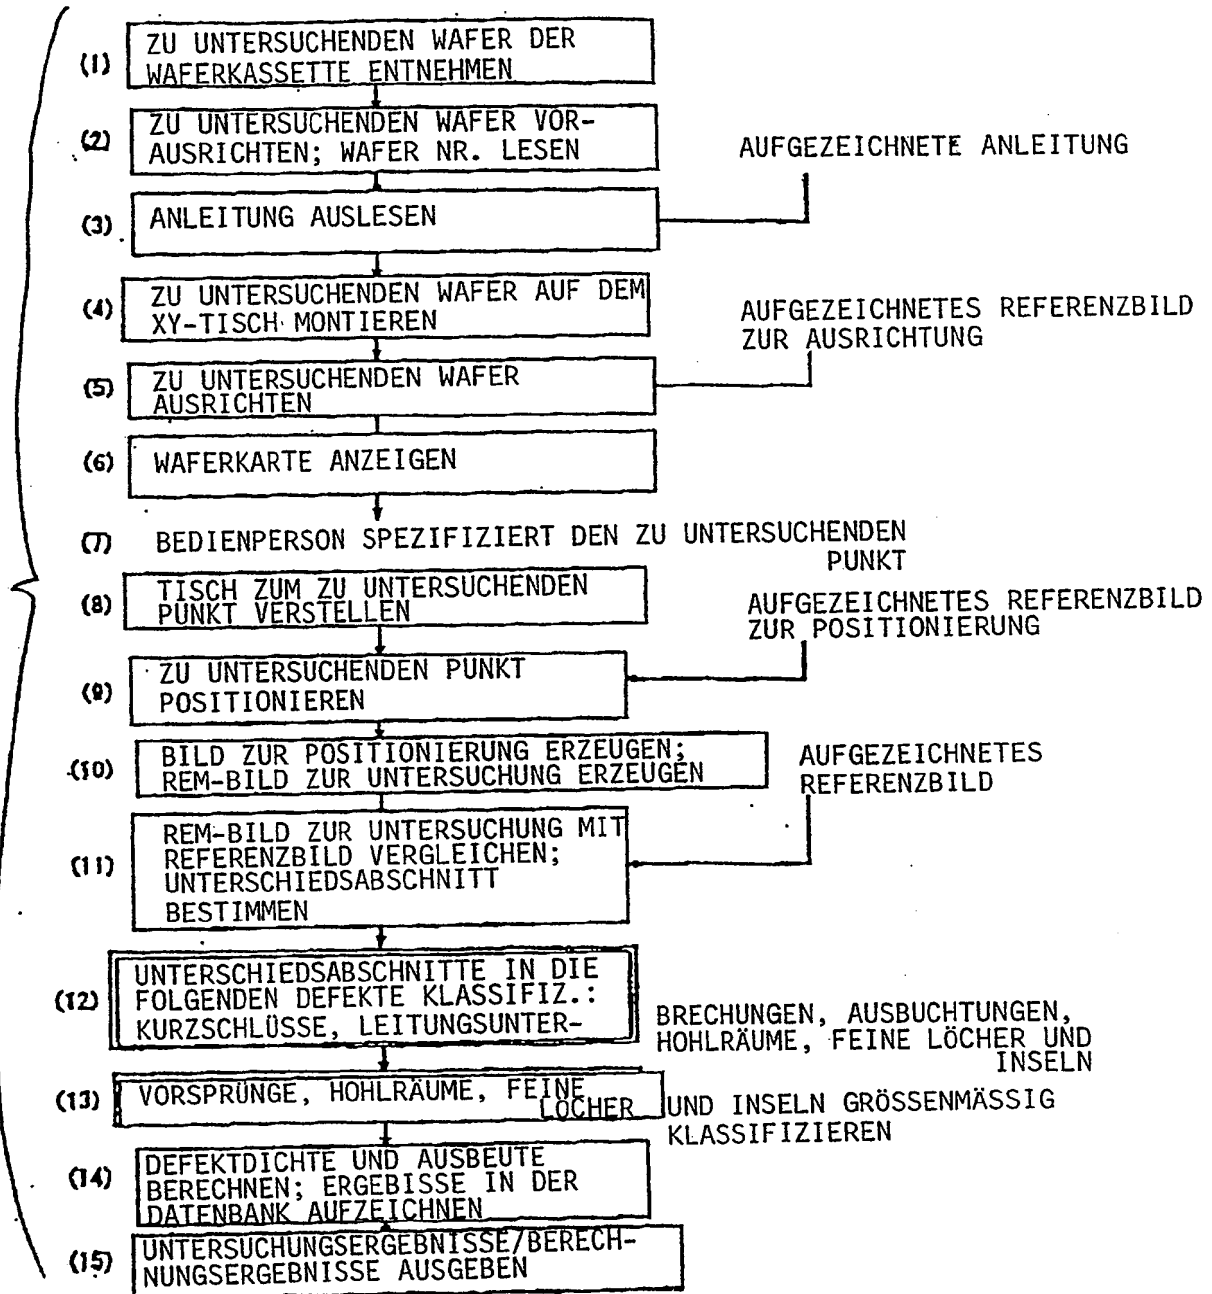 (1) ZU UNTERSUCHENDEN WAFER DER
WAFERKASSETTE ENTNEHMEN
(2) ZU UNTERSUCHENDEN WAFER VOR-
AUSRICHTEN; WAFER NR. LESEN
AUFGEZEICHNETE ANLEITUNG
(3) ANLEITUNG AUSLESEN
(4) ZU UNTERSUCHENDEN WAFER AUF DEM
XY-TISCH MONTIEREN
AUFGEZEICHNETES REFERENZBILD
ZUR AUSRICHTUNG
(5) ZU UNTERSUCHENDEN WAFER
AUSRICHTEN
(6) WAFERKARTE ANZEIGEN
(7) BEDIENPERSON SPEZIFIZIERT DEN ZU UNTERSUCHENDEN
PUNKT
(8) TISCH ZUM ZU UNTERSUCHENDEN
PUNKT VERSTELLEN
AUFGEZEICHNETES REFERENZBILD
ZUR POSITIONIERUNG
(9) ZU UNTERSUCHENDEN PUNKT
POSITIONIEREN
(10) BILD ZUR POSITIONIERUNG ERZEUGEN;
REM-BILD ZUR UNTERSUCHUNG ERZEUGEN
AUFGEZEICHNETES
REFERENZBILD
(11) REM-BILD ZUR UNTERSUCHUNG MIT
REFERENZBILD VERGLEICHEN;
UNTERSCHIEDSABSCHNITT
BESTIMMEN
(12) UNTERSCHIEDSABSCHNITTE IN DIE
FOLGENDEN DEFEKTE KLASSIFIZ.:
KURZSCHLÜSSE, LEITUNGSUNTER-
BRECHUNGEN, AUSBUCHTUNGEN,
HOHLRÄUME, FEINE LÖCHER UND
INSELN
(13) VORSPRÜNGE, HOHLRÄUME, FEINE
LÖCHER UND INSELN GRÖSSENMÄSSIG
KLASSIFIZIEREN
(14) DEFEKTDICHTE UND AUSBEUTE
BERECHNEN; ERGEBNISSE IN DER
DATENBANK AUFZEICHNEN
(15) UNTERSUCHUNGSERGEBNISSE/BERECH-
NUNGSERGEBNISSE AUSGEBEN